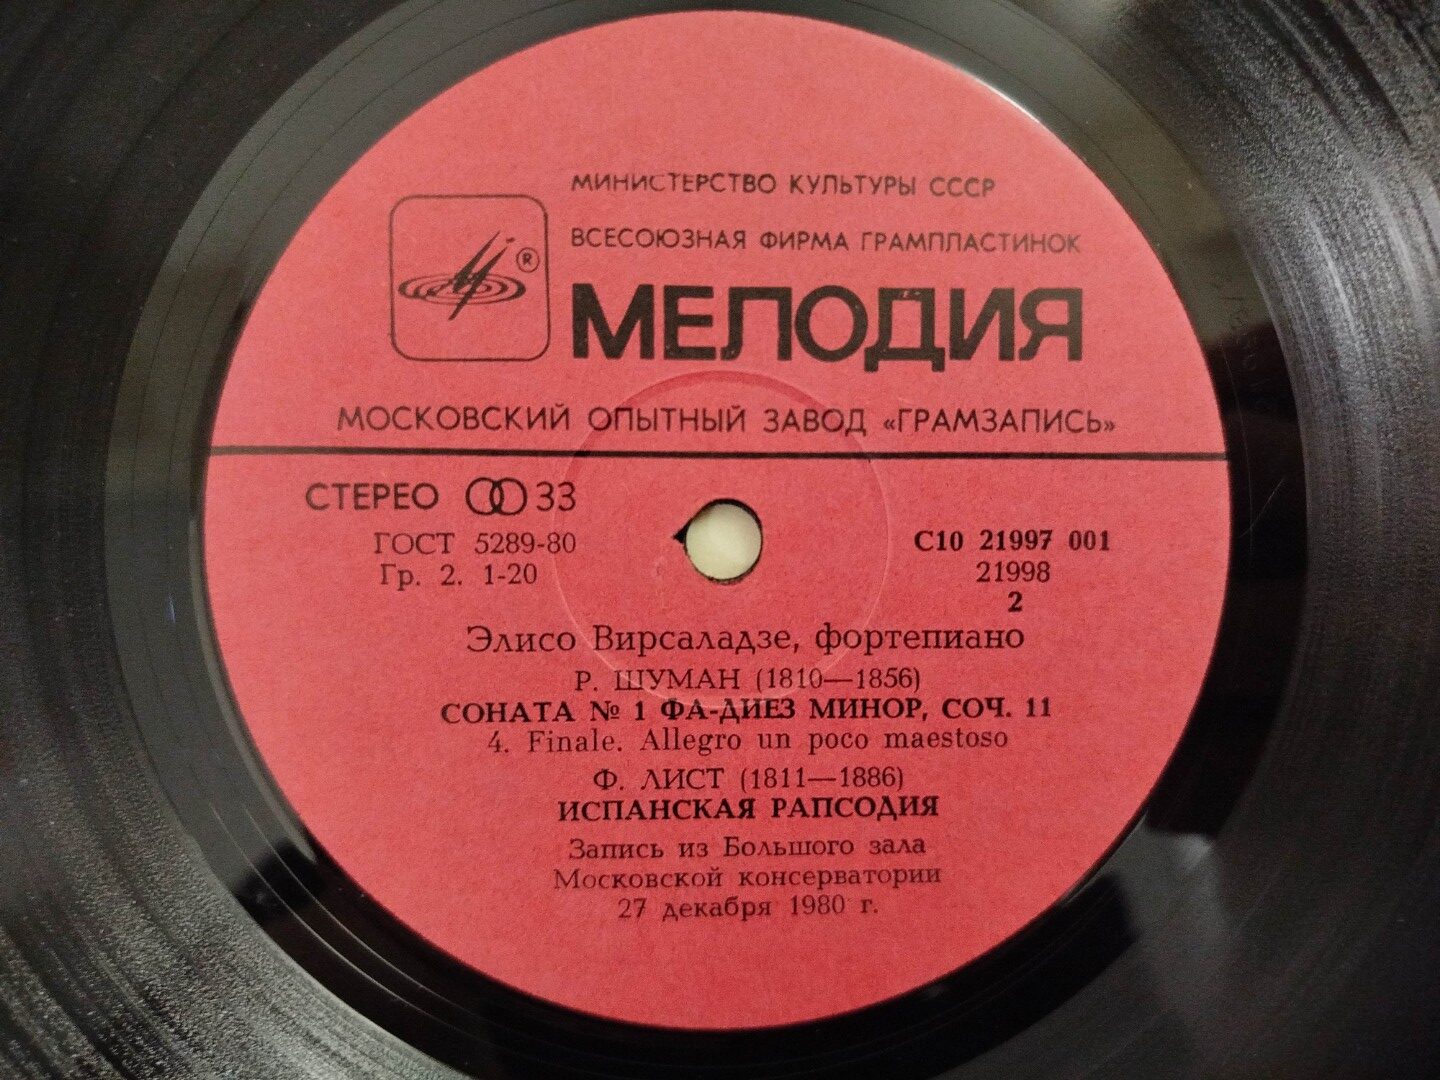 МИНИСТЕРСТВО КУЛЬТУРЫ СССР
ВСЕСОЮЗНАЯ ФИРМА ГРАМПЛАСТИНОК
®
МЕЛОДИЯ
МОСКОВСКИЙ ОПЫТНЫЙ ЗАВОД «ГРАМЗАПИСЬ»
СТЕРЕО 33
ГОСТ 5289-80
Гр. 2. 1-20
С10 21997 001
21998
2
Элисо Вирсаладзе, фортепиано
Р. ШУМАН (1810—1856)
СОНАТА № 1 ФА-ДИЕЗ МИНОР, СОЧ. 11
4. Finale. Allegro un poco maestoso
Ф. ЛИСТ (1811—1886)
ИСПАНСКАЯ РАПСОДИЯ
Запись из Большого зала
Московской консерватории
27 декабря 1980 г.